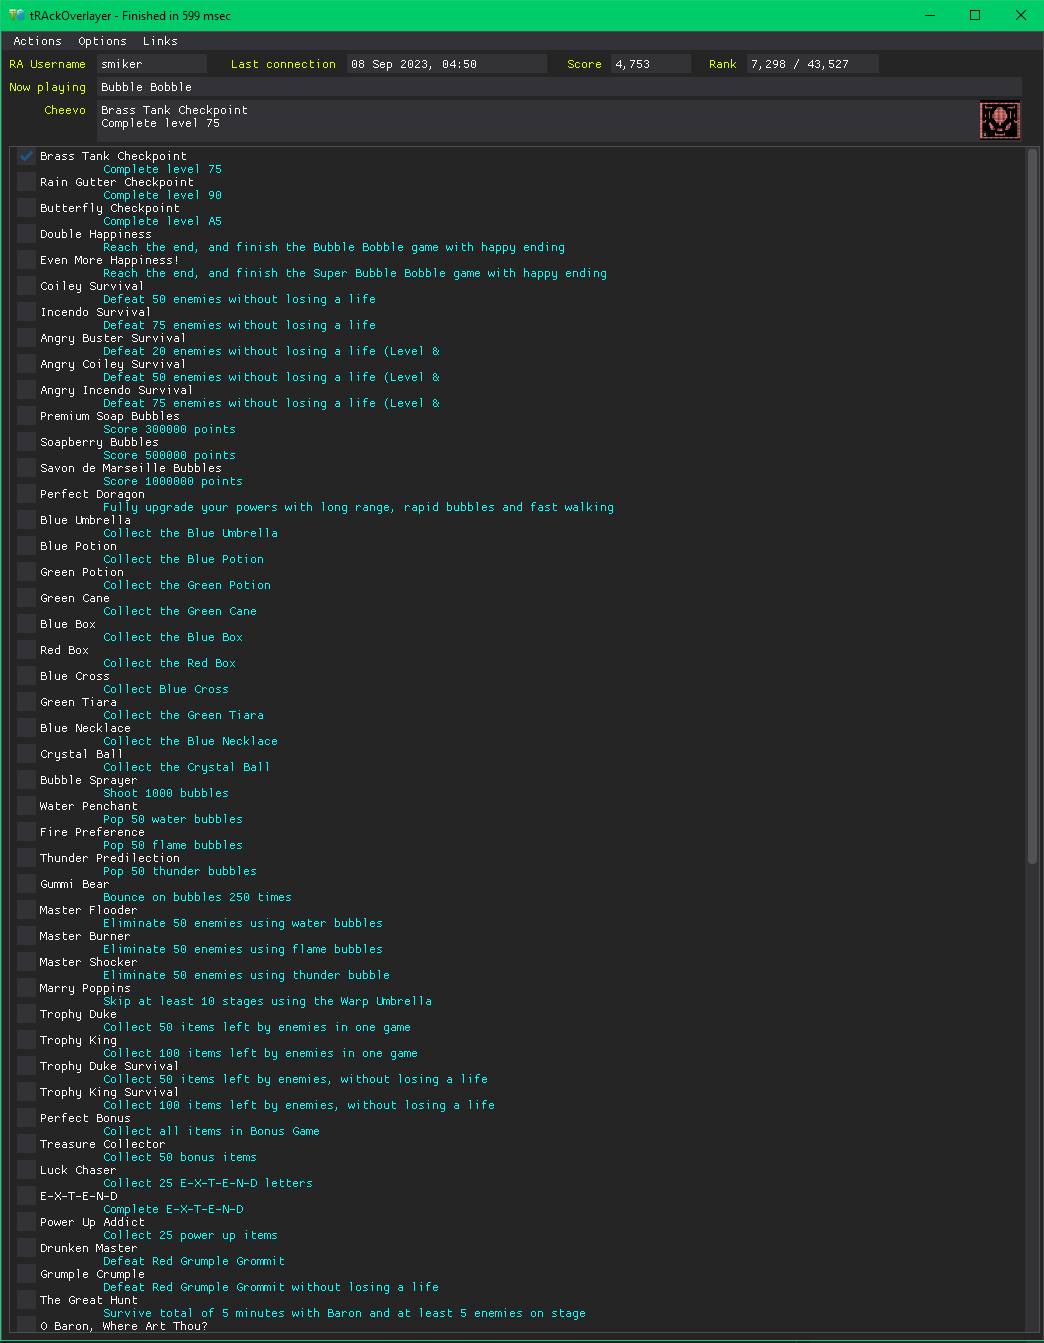 tRAckOverlayer - Finished in 599 msec
Actions Options Links
RA Username smiker Last connection 08 Sep 2023, 04:50 Score 4,753 Rank 7,298 / 43,527
Now playing Bubble Bobble
Cheevo Brass Tank Checkpoint
Complete level 75
Brass Tank Checkpoint
Complete level 75
Rain Gutter Checkpoint
Complete level 90
Butterfly Checkpoint
Complete level A5
Double Happiness
Reach the end, and finish the Bubble Bobble game with happy ending
Even More Happiness!
Reach the end, and finish the Super Bubble Bobble game with happy ending
Coiley Survival
Defeat 50 enemies without losing a life
Incendo Survival
Defeat 75 enemies without losing a life
Angry Buster Survival
Defeat 20 enemies without losing a life (Level &
Angry Coiley Survival
Defeat 50 enemies without losing a life (Level &
Angry Incendo Survival
Defeat 75 enemies without losing a life (Level &
Premium Soap Bubbles
Score 300000 points
Soapberry Bubbles
Score 500000 points
Savon de Marseille Bubbles
Score 1000000 points
Perfect Doragon
Fully upgrade your powers with long range, rapid bubbles and fast walking
Blue Umbrella
Collect the Blue Umbrella
Blue Potion
Collect the Blue Potion
Green Potion
Collect the Green Potion
Green Cane
Collect the Green Cane
Blue Box
Collect the Blue Box
Red Box
Collect the Red Box
Blue Cross
Collect Blue Cross
Green Tiara
Collect the Green Tiara
Blue Necklace
Collect the Blue Necklace
Crystal Ball
Collect the Crystal Ball
Bubble Sprayer
Shoot 1000 bubbles
Water Penchant
Pop 50 water bubbles
Fire Preference
Pop 50 flame bubbles
Thunder Predilection
Pop 50 thunder bubbles
Gummi Bear
Bounce on bubbles 250 times
Master Flooder
Eliminate 50 enemies using water bubbles
Master Burner
Eliminate 50 enemies using flame bubbles
Master Shocker
Eliminate 50 enemies using thunder bubble
Marry Poppins
Skip at least 10 stages using the Warp Umbrella
Trophy Duke
Collect 50 items left by enemies in one game
Trophy King
Collect 100 items left by enemies in one game
Trophy Duke Survival
Collect 50 items left by enemies, without losing a life
Trophy King Survival
Collect 100 items left by enemies, without losing a life
Perfect Bonus
Collect all items in Bonus Game
Treasure Collector
Collect 50 bonus items
Luck Chaser
Collect 25 E-X-T-E-N-D letters
E-X-T-E-N-D
Complete E-X-T-E-N-D
Power Up Addict
Collect 25 power up items
Drunken Master
Defeat Red Grumple Grommit
Grumple Crumple
Defeat Red Grumple Grommit without losing a life
The Great Hunt
Survive total of 5 minutes with Baron and at least 5 enemies on stage
O Baron, Where Art Thou?